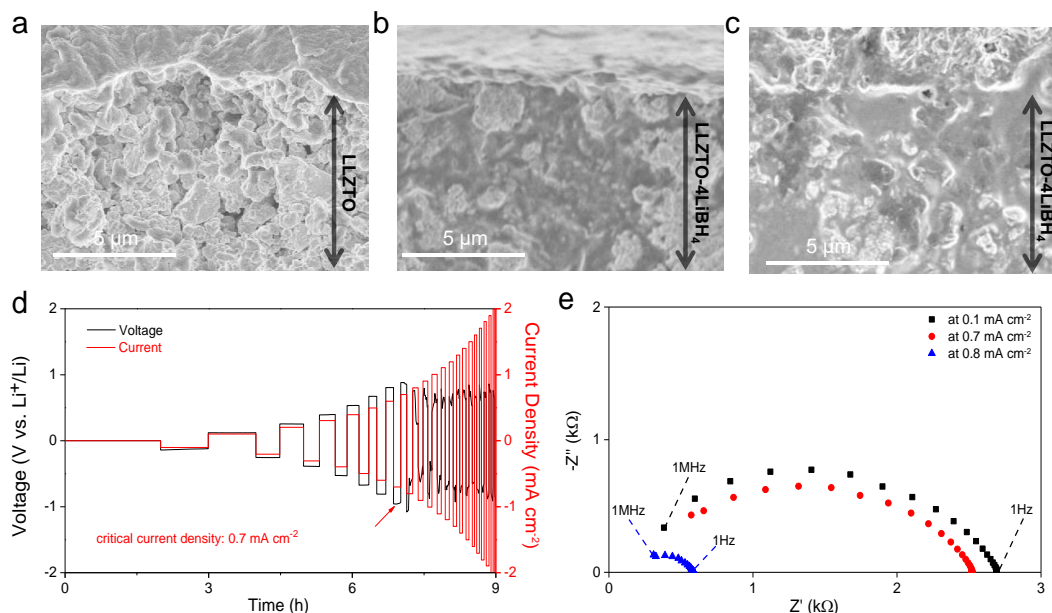 a
b
c
LLZTO
5 μm
LLZTO-4LiBH₄
5 μm
LLZTO-4LiBH₄
5 μm
d
e
2
1
0
-1
-2
Voltage (V vs. Li⁺/Li)
Voltage
Current
critical current density: 0.7 mA cm⁻²
0
3
6
9
Time (h)
2
1
0
-1
-2
Current Density (mA cm⁻²)
2
1
0
-Z'' (kΩ)
at 0.1 mA cm⁻²
at 0.7 mA cm⁻²
at 0.8 mA cm⁻²
1MHz
1MHz
1Hz
1Hz
0
1
2
3
Z' (kΩ)